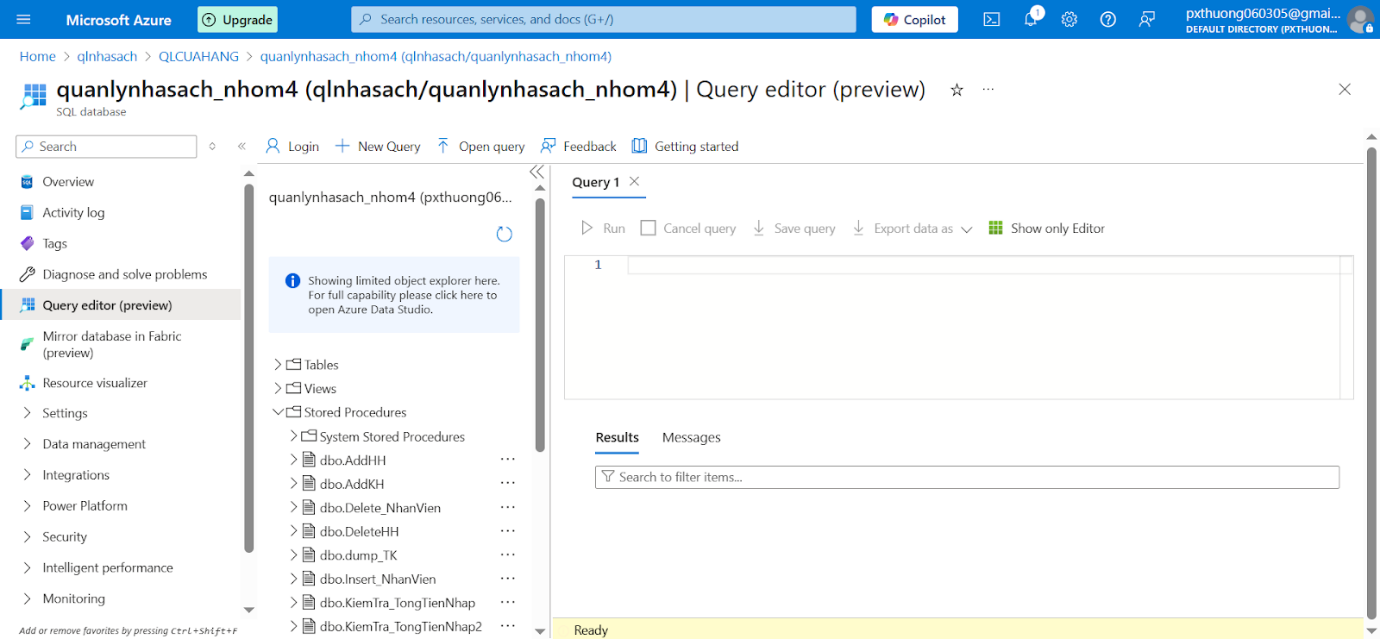 Microsoft Azure
Upgrade
Search resources, services, and docs (G+/)
Copilot
1
pxthuong060305@gmai...
DEFAULT DIRECTORY (PXTHUON...
Home > qlnhasach > QLCUAHANG > quanlynhasach_nhom4 (qlnhasach/quanlynhasach_nhom4)
quanlynhasach_nhom4 (qlnhasach/quanlynhasach_nhom4) | Query editor (preview)
SQL database
Search
Overview
Activity log
Tags
Diagnose and solve problems
Query editor (preview)
Mirror database in Fabric
(preview)
Resource visualizer
Settings
Data management
Integrations
Power Platform
Security
Intelligent performance
Monitoring
Add or remove favorites by pressing Ctrl+Shift+F
Login
New Query
Open query
Feedback
Getting started
quanlynhasach_nhom4 (pxthuong06...
Showing limited object explorer here.
For full capability please click here to
open Azure Data Studio.
Tables
Views
Stored Procedures
System Stored Procedures
dbo.AddHH
dbo.AddKH
dbo.Delete_NhanVien
dbo.DeleteHH
dbo.dump_TK
dbo.Insert_NhanVien
dbo.KiemTra_TongTienNhap
dbo.KiemTra_TongTienNhap2
Query 1
Run
Cancel query
Save query
Export data as
Show only Editor
1
Results
Messages
Search to filter items...
Ready